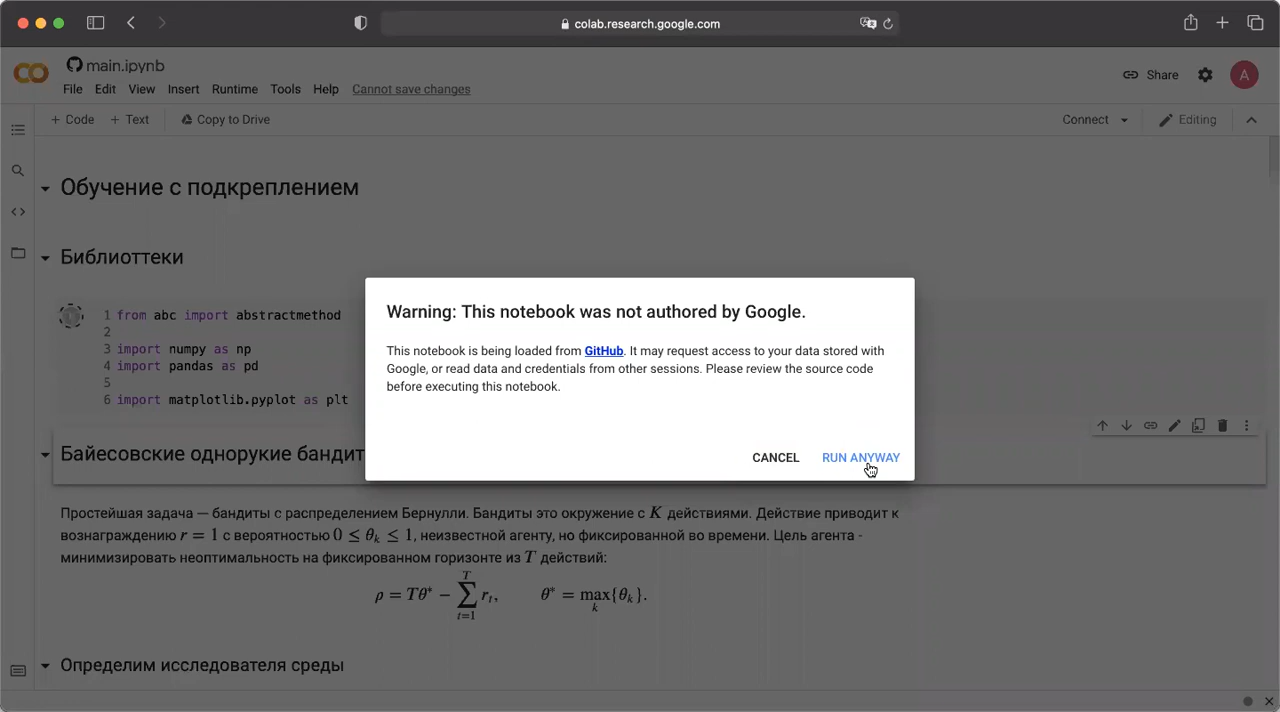 colab.research.google.com
main.ipynb
Share
A
File Edit View Insert Runtime Tools Help Cannot save changes
+ Code + Text Copy to Drive Connect Editing
Обучение с подкреплением
Библиоттеки
1 from abc import abstractmethod
2
3 import numpy as np
4 import pandas as pd
5
6 import matplotlib.pyplot as plt
Warning: This notebook was not authored by Google.
This notebook is being loaded from GitHub. It may request access to your data stored with
Google, or read data and credentials from other sessions. Please review the source code
before executing this notebook.
CANCEL RUN ANYWAY
Байесовские однорукие бандит
Простейшая задача — бандиты с распределением Бернулли. Бандиты это окружение с K действиями. Действие приводит к
вознаграждению r = 1 с вероятностью 0 ≤ θₖ ≤ 1, неизвестной агенту, но фиксированной во времени. Цель агента -
минимизировать неоптимальность на фиксированном горизонте из T действий:
ρ = Tθ* − ∑_{t=1}^{T} rₜ, θ* = max_k{θₖ}.
Определим исследователя среды